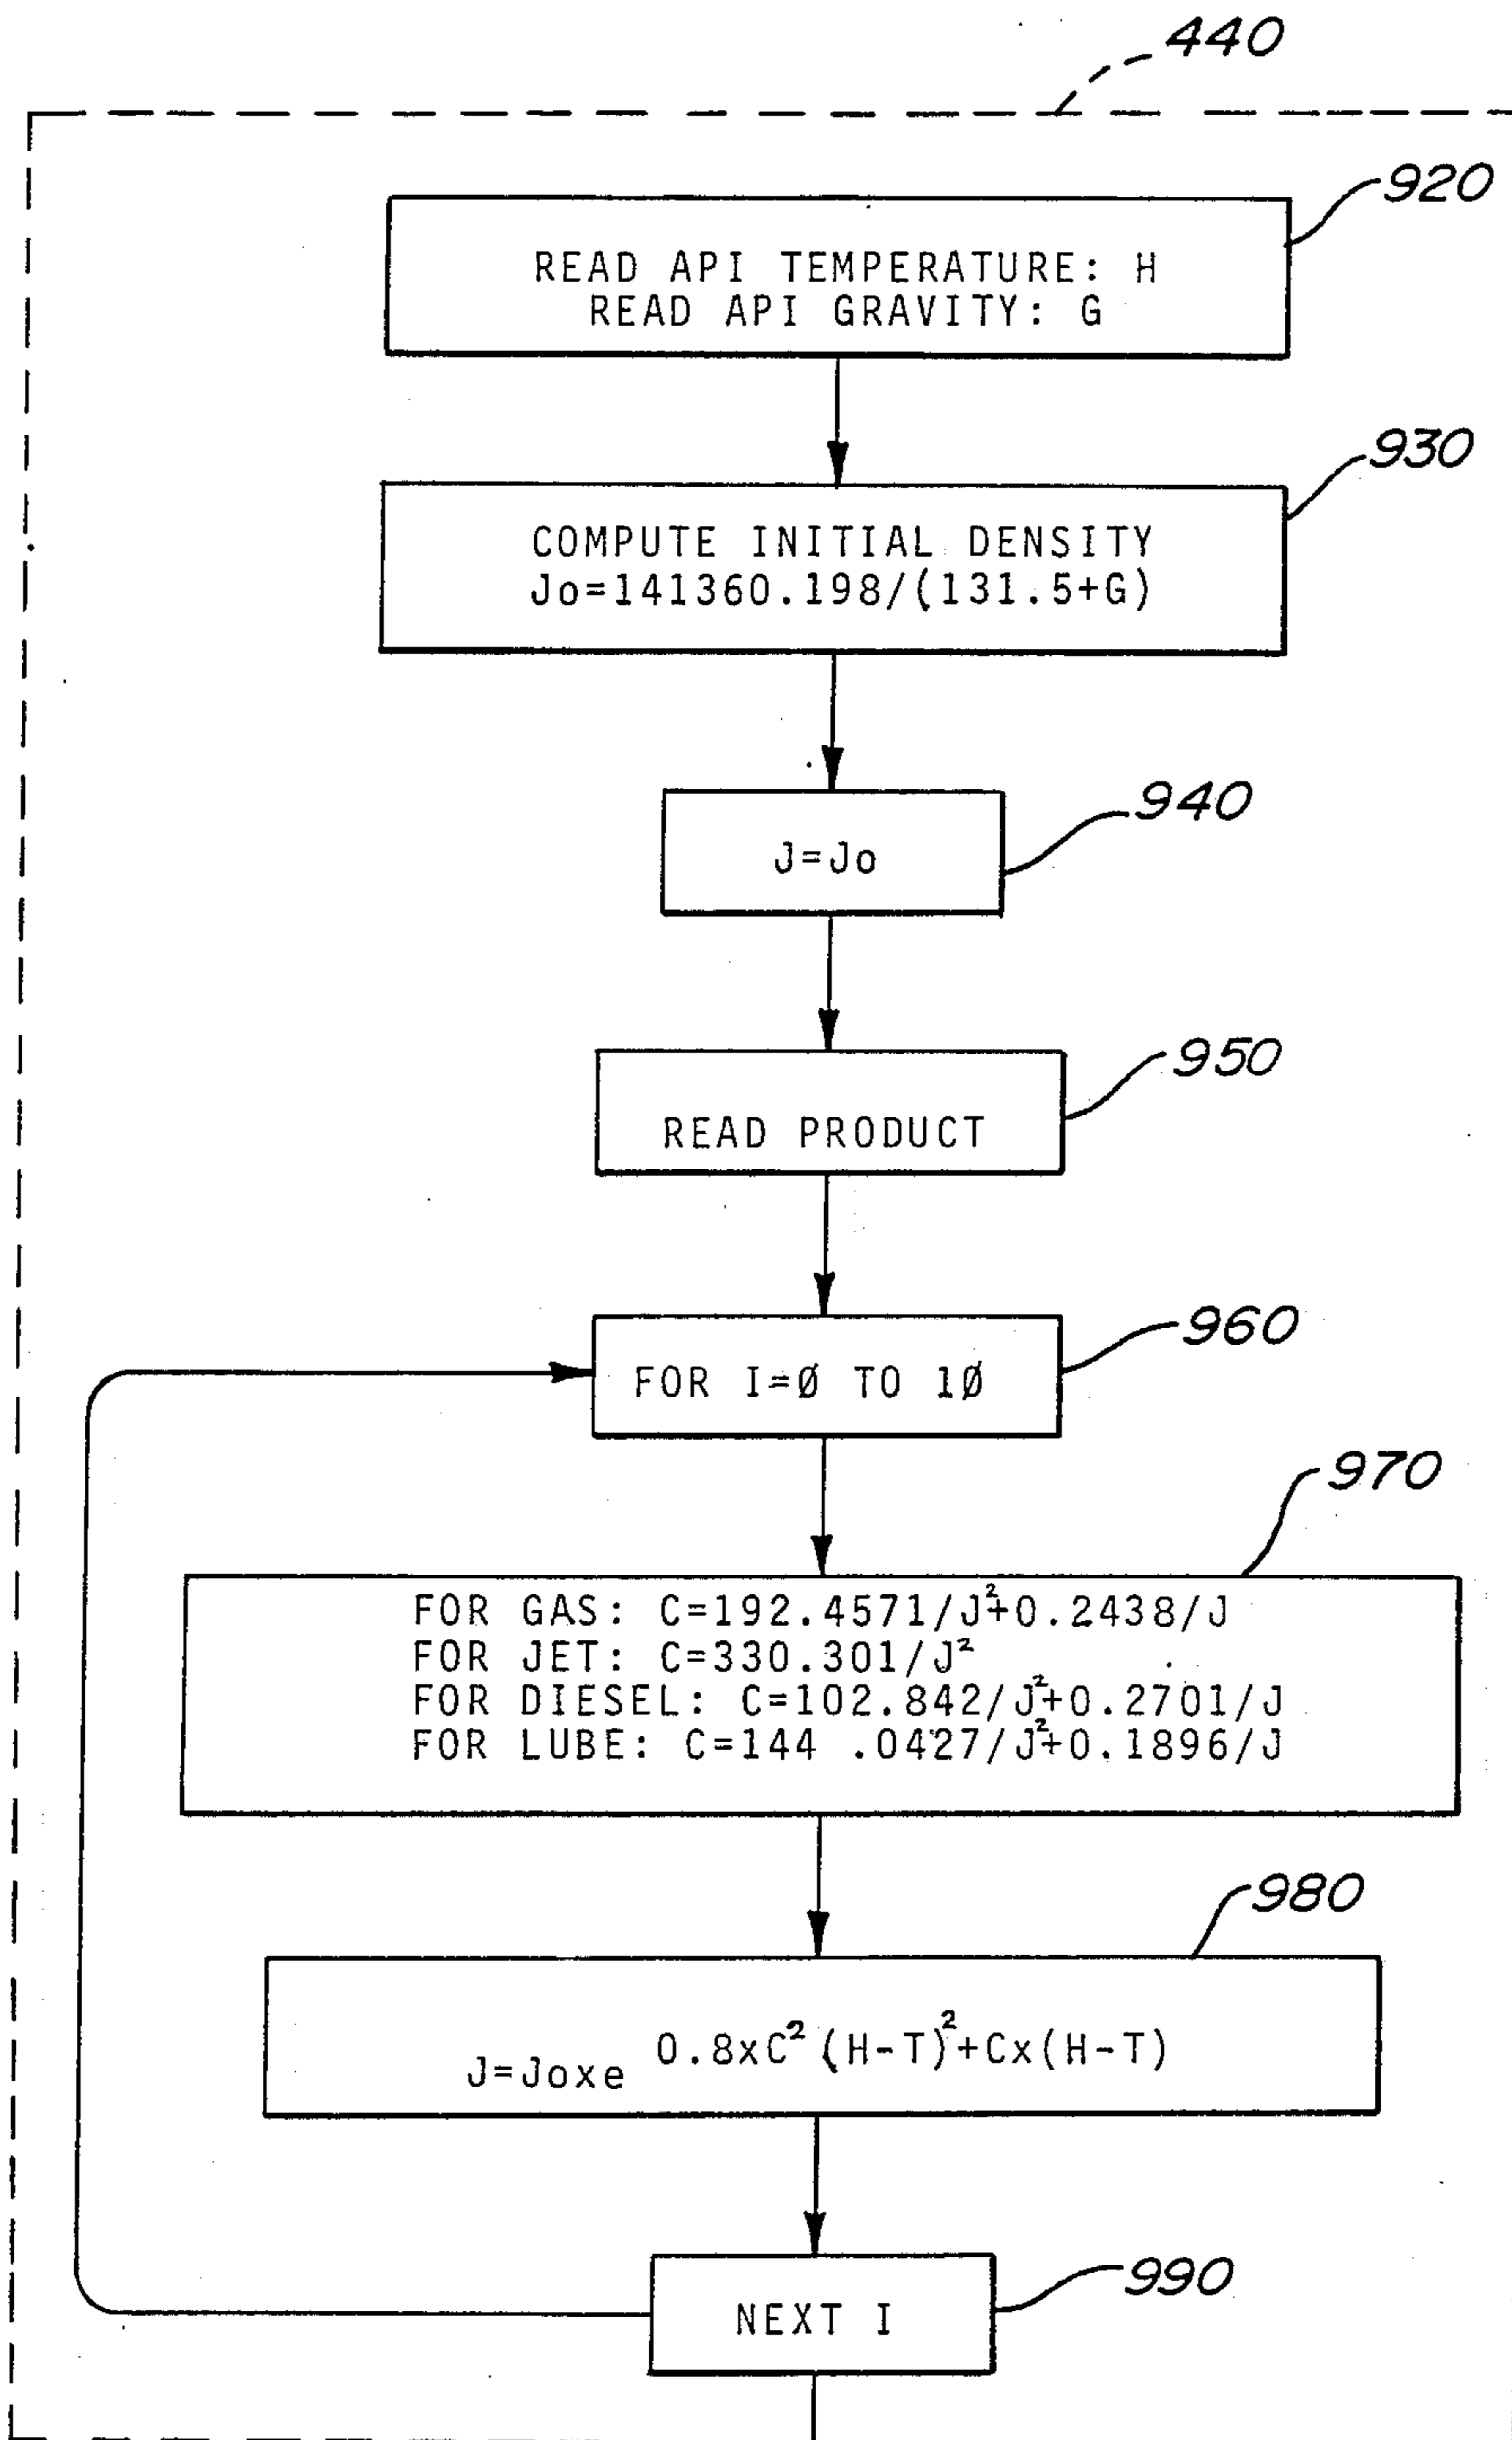 440
920
READ API TEMPERATURE: H
READ API GRAVITY: G
930
COMPUTE INITIAL DENSITY
Jo=141360.198/(131.5+G)
940
J=Jo
950
READ PRODUCT
960
FOR I=Ø TO 1Ø
970
FOR GAS: C=192.4571/J²+0.2438/J
FOR JET: C=330.301/J²
FOR DIESEL: C=102.842/J²+0.2701/J
FOR LUBE: C=144 .0427/J²+0.1896/J
980
J=Joxe 0.8xC² (H-T)²+Cx(H-T)
990
NEXT I